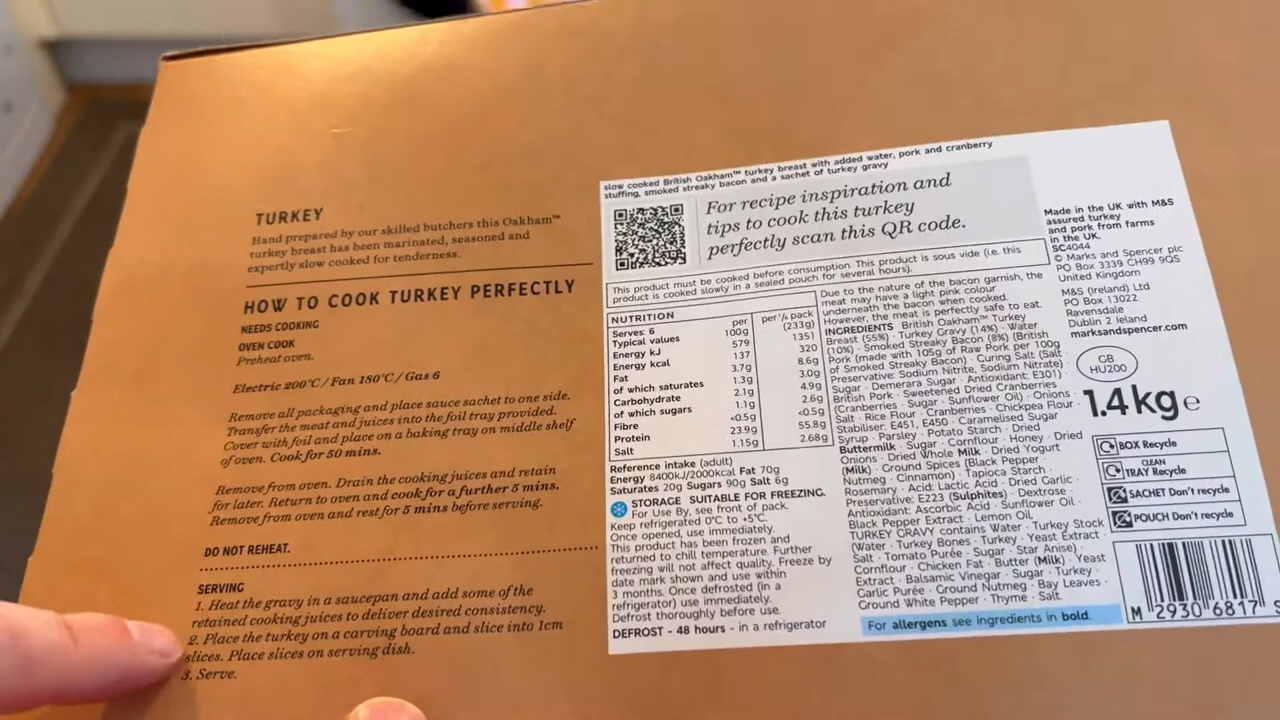 TURKEY
Hand prepared by our skilled butchers this Oakham™
turkey breast has been marinated, seasoned and
expertly slow cooked for tenderness.
HOW TO COOK TURKEY PERFECTLY
NEEDS COOKING
OVEN COOK
Preheat oven.
Electric 200°C / Fan 180°C / Gas 6
Remove all packaging and place sauce sachet to one side.
Transfer the meat and juices into the foil tray provided.
Cover with foil and place on a baking tray on middle shelf
of oven. Cook for 50 mins.
Remove from oven. Drain the cooking juices and retain
for later. Return to oven and cook for a further 5 mins.
Remove from oven and rest for 5 mins before serving.
DO NOT REHEAT.
SERVING
1. Heat the gravy in a saucepan and add some of the
retained cooking juices to deliver desired consistency.
2. Place the turkey on a carving board and slice into 1cm
slices. Place slices on serving dish.
3. Serve.
slow cooked British Oakham™ turkey breast with added water, pork and cranberry
stuffing, smoked streaky bacon and a sachet of turkey gravy
For recipe inspiration and
tips to cook this turkey
perfectly scan this QR code.
This product must be cooked before consumption. This product is sous vide (i.e. this
product is cooked slowly in a sealed pouch for several hours).
NUTRITION
Serves: 6
Typical values per 100g per 1/6 pack (233g)
Energy kJ 579 1351
Energy kcal 137 320
Fat 3.7g 8.6g
of which saturates 1.3g 3.0g
Carbohydrate 2.1g 4.9g
of which sugars 1.1g 2.6g
Fibre <0.5g <0.5g
Protein 23.9g 55.8g
Salt 1.15g 2.68g
Reference intake (adult)
Energy 8400kJ/2000kcal Fat 70g
Saturates 20g Sugars 90g Salt 6g
STORAGE SUITABLE FOR FREEZING.
For Use By, see front of pack.
Keep refrigerated 0°C to +5°C.
Once opened, use immediately.
This product has been frozen and
returned to chill temperature. Further
freezing will not affect quality. Freeze by
date mark shown and use within
3 months. Once defrosted (in a
refrigerator) use immediately.
Defrost thoroughly before use.
DEFROST - 48 hours - in a refrigerator
Due to the nature of the bacon garnish, the
meat may have a light pink colour
underneath the bacon when cooked.
However, the meat is perfectly safe to eat.
INGREDIENTS British Oakham™ Turkey
Breast (55%) · Turkey Gravy (14%) · Water
(10%) · Smoked Streaky Bacon (8%) (British
Pork (made with 105g of Raw Pork per 100g
of Smoked Streaky Bacon) · Curing Salt (Salt ·
Preservative: Sodium Nitrite, Sodium Nitrate) ·
Sugar · Demerara Sugar · Antioxidant: E301) ·
British Pork · Sweetened Dried Cranberries
(Cranberries · Sugar · Sunflower Oil) · Onions ·
Salt · Rice Flour · Cranberries · Chickpea Flour ·
Stabiliser: E451, E450 · Caramelised Sugar
Syrup · Parsley · Potato Starch · Dried
Buttermilk · Sugar · Cornflour · Honey · Dried
Onions · Dried Whole Milk · Dried Yogurt
(Milk) · Ground Spices (Black Pepper ·
Nutmeg · Cinnamon) · Tapioca Starch ·
Rosemary · Acid: Lactic Acid · Dried Garlic ·
Preservative: E223 (Sulphites) · Dextrose ·
Antioxidant: Ascorbic Acid · Sunflower Oil ·
Black Pepper Extract · Lemon Oil.
TURKEY GRAVY contains Water · Turkey Stock
(Water · Turkey Bones · Turkey · Yeast Extract ·
Salt · Tomato Purée · Sugar · Star Anise) ·
Cornflour · Chicken Fat · Butter (Milk) · Yeast
Extract · Balsamic Vinegar · Sugar · Turkey ·
Garlic Purée · Ground Nutmeg · Bay Leaves ·
Ground White Pepper · Thyme · Salt.
For allergens see ingredients in bold.
Made in the UK with M&S
assured turkey
and pork from farms
in the UK.
SC4044
© Marks and Spencer plc
PO Box 3339 CH99 9QS
United Kingdom
M&S (Ireland) Ltd
PO Box 13022
Ravensdale
Dublin 2 Ieland
marksandspencer.com
GB
HU200
1.4kg e
BOX Recycle
CLEAN
TRAY Recycle
SACHET Don't recycle
POUCH Don't recycle
M 2930 6817 S